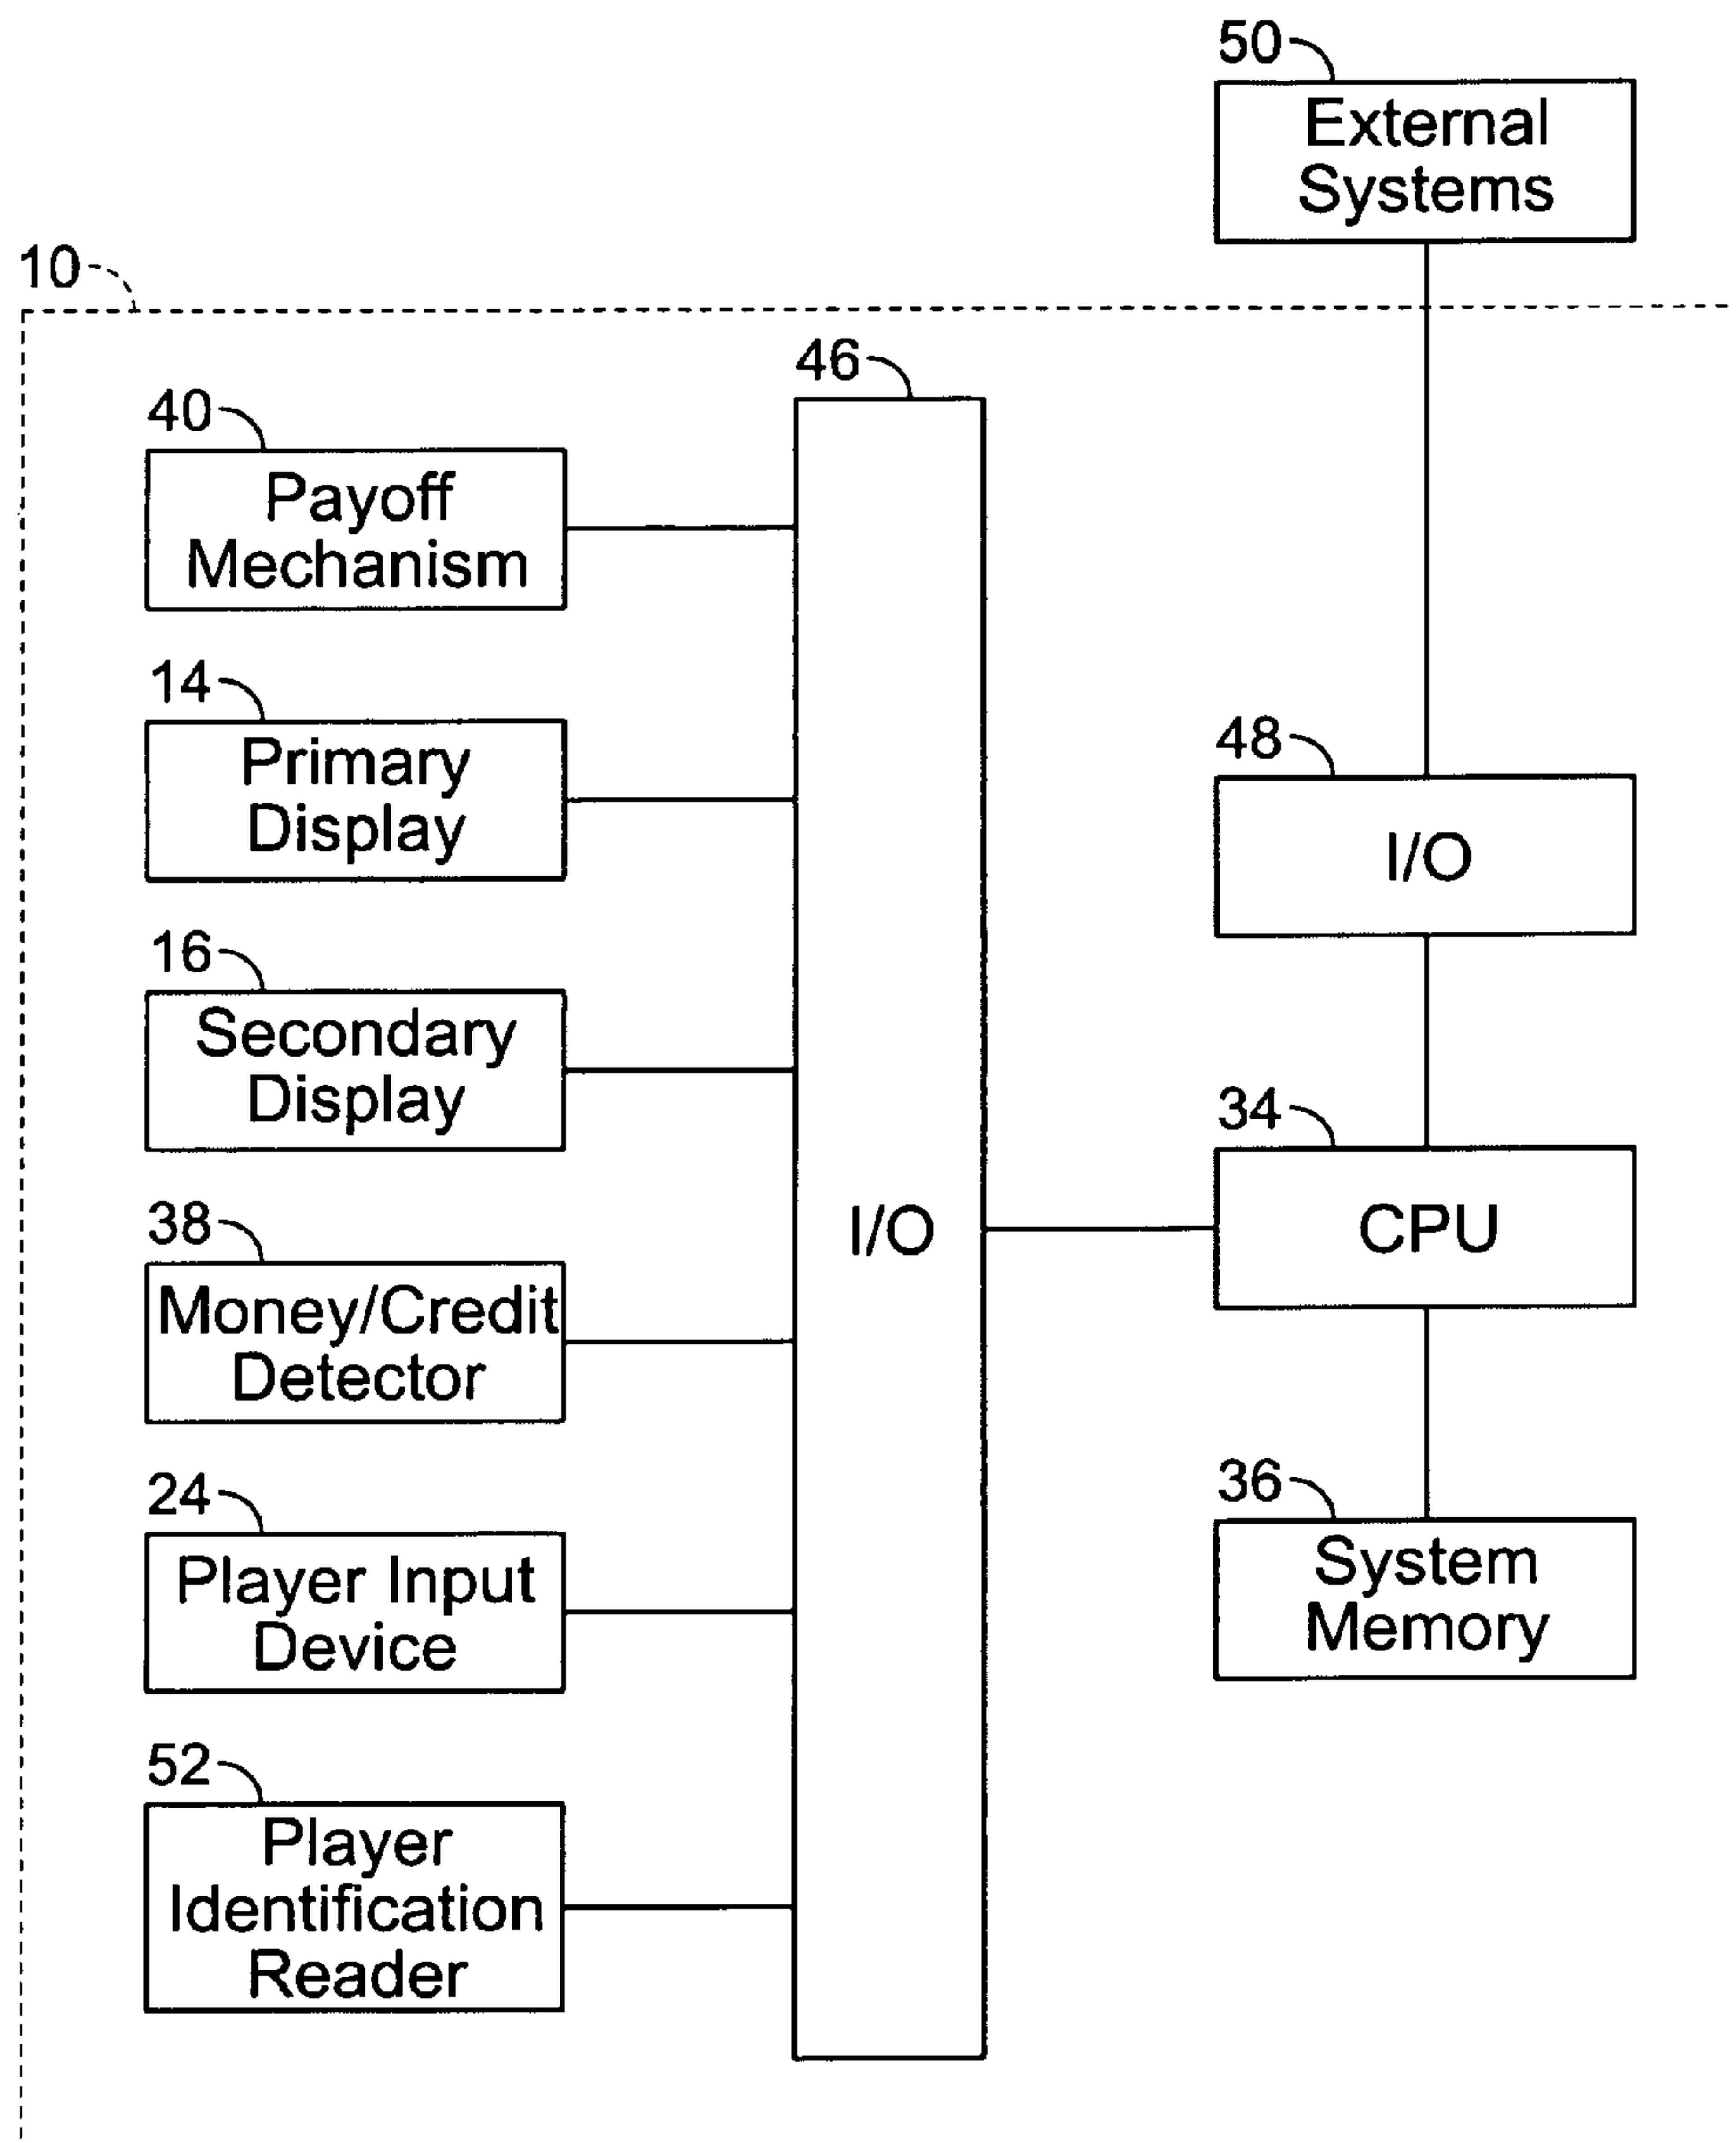 50
External
Systems
10
46
40
Payoff
Mechanism
14
Primary
Display
48
I/O
16
Secondary
Display
34
CPU
38
Money/Credit
Detector
I/O
24
Player Input
Device
36
System
Memory
52
Player
Identification
Reader